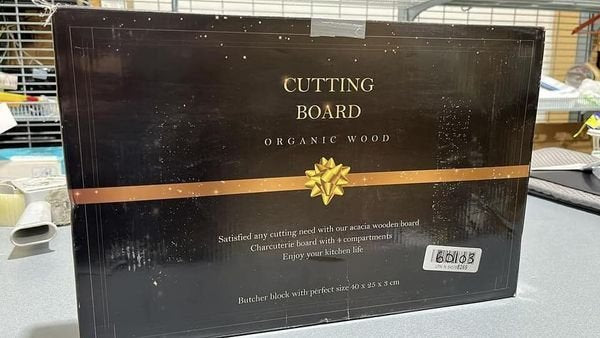 CUTTING
BOARD
ORGANIC WOOD
Satisfied any cutting need with our acacia wooden board
Charcuterie board with 4 compartments
Enjoy your kitchen life
60103
Butcher block with perfect size 40 x 25 x 3 cm